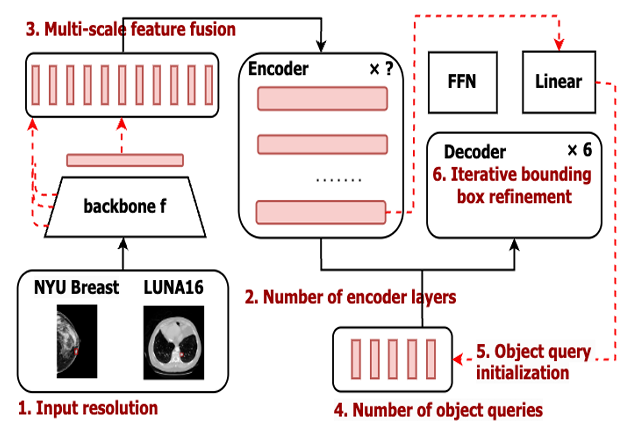 3. Multi-scale feature fusion
Encoder × ?
.......
FFN
Linear
Decoder × 6
6. Iterative bounding
box refinement
backbone f
NYU Breast LUNA16
2. Number of encoder layers
5. Object query
initialization
1. Input resolution
4. Number of object queries